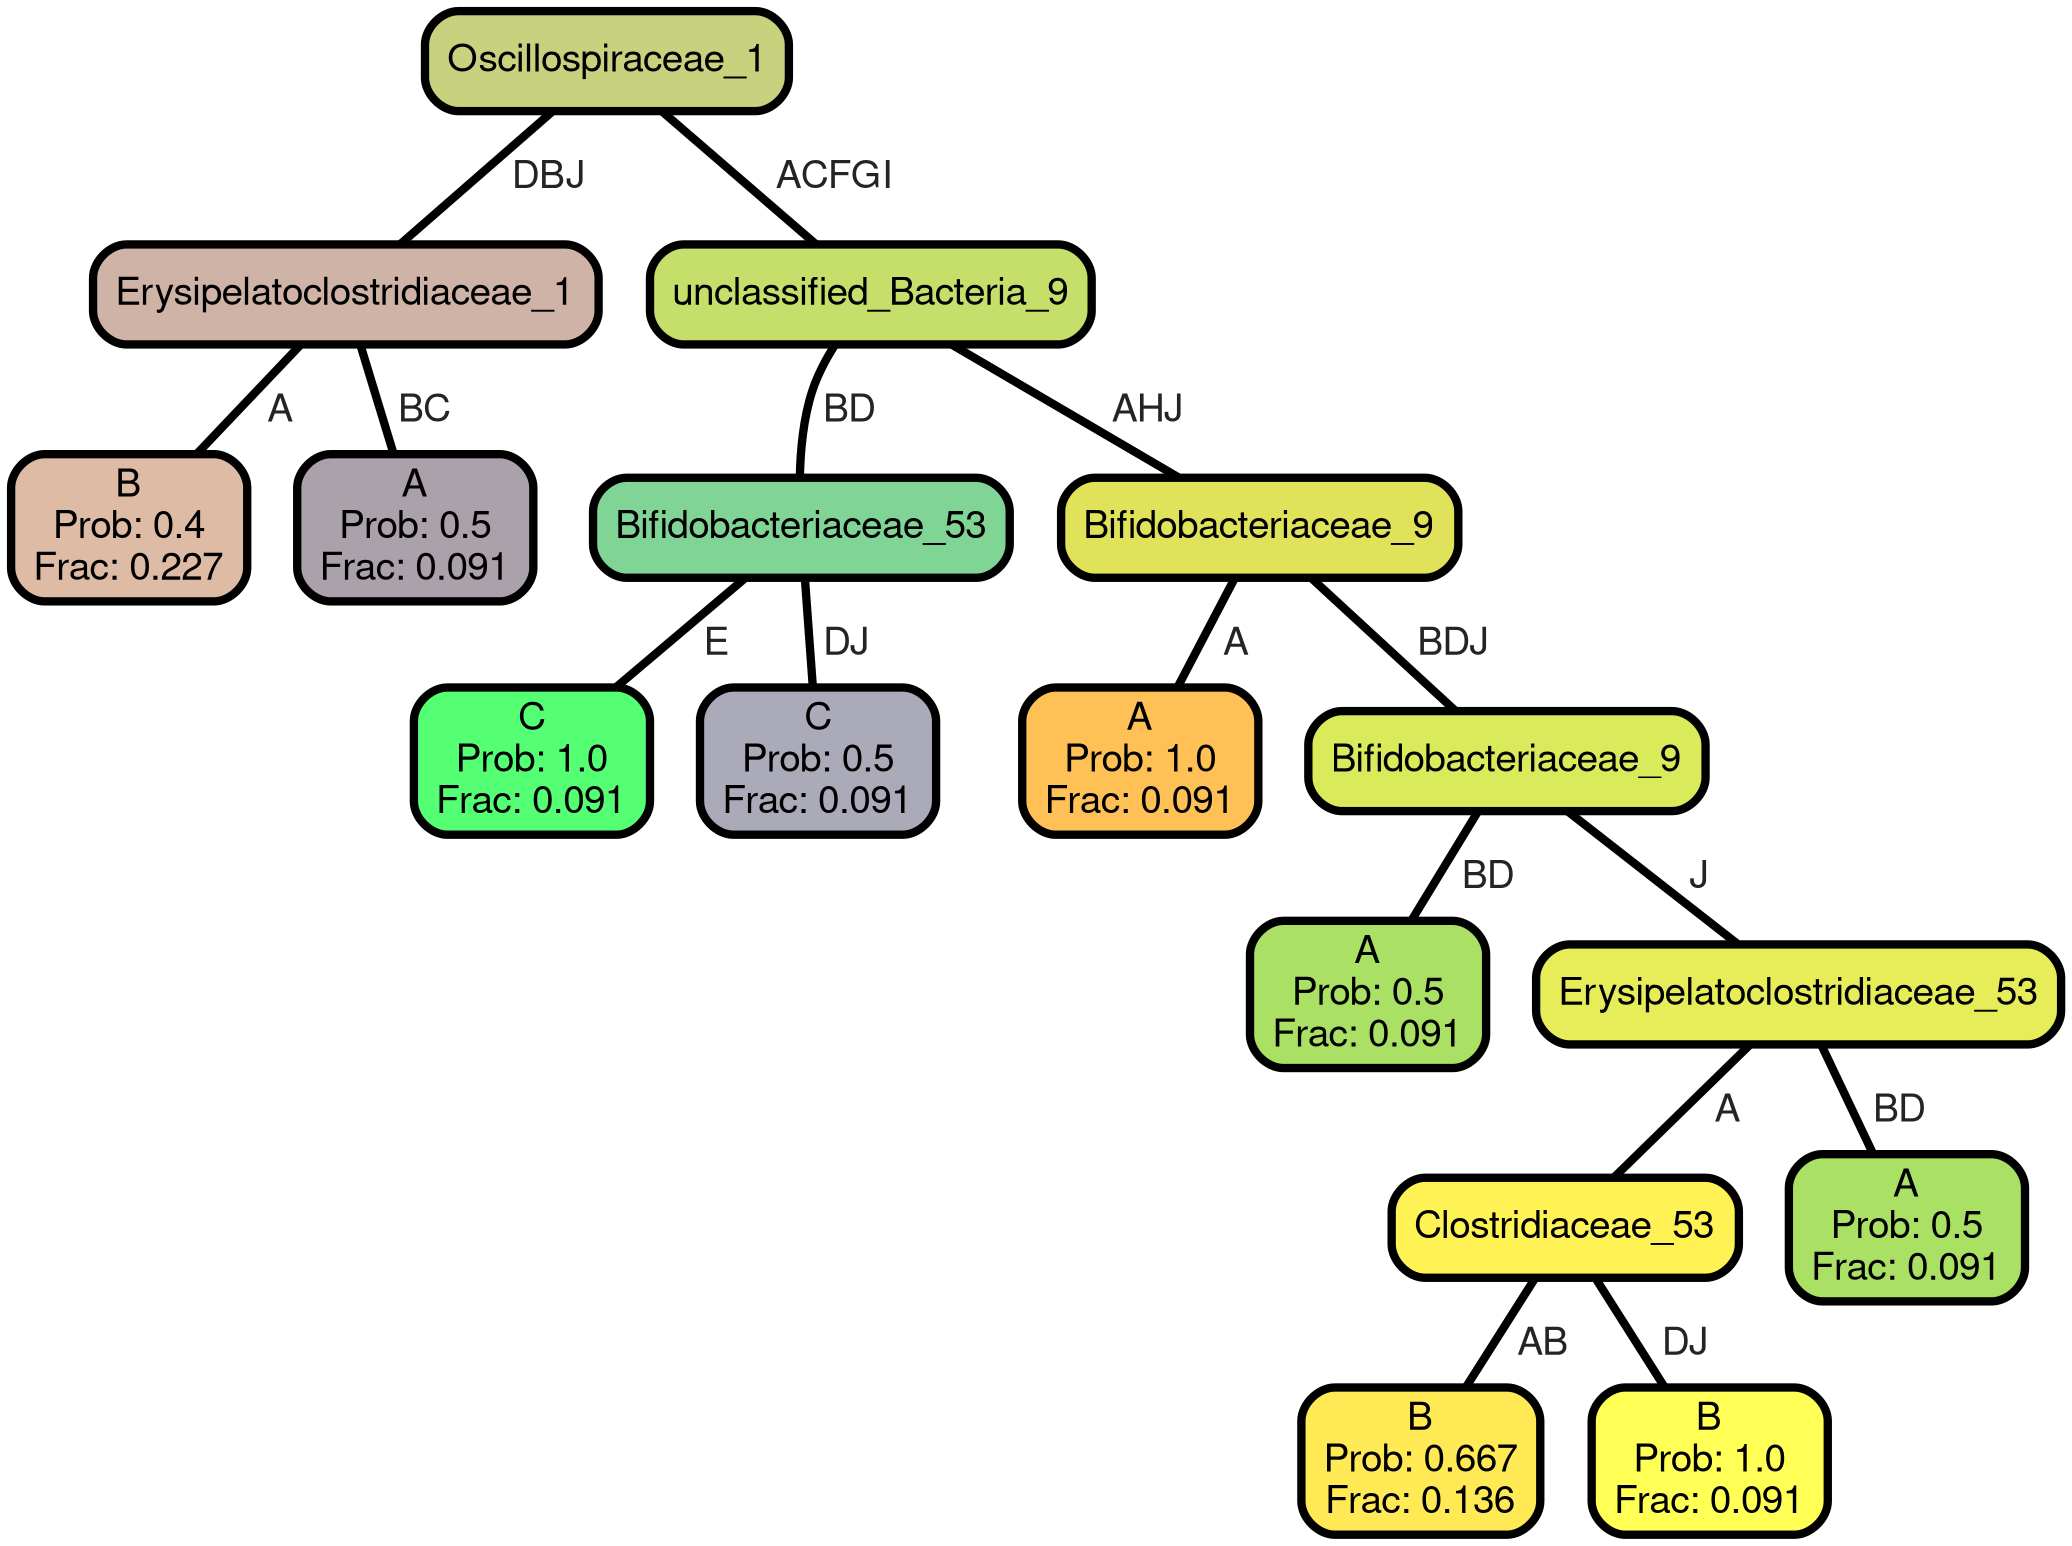 Oscillospiraceae_1
DBJ
ACFGI
Erysipelatoclostridiaceae_1
unclassified_Bacteria_9
A
BC
BD
AHJ
B
Prob: 0.4
Frac: 0.227
A
Prob: 0.5
Frac: 0.091
Bifidobacteriaceae_53
Bifidobacteriaceae_9
E
DJ
A
BDJ
C
Prob: 1.0
Frac: 0.091
C
Prob: 0.5
Frac: 0.091
A
Prob: 1.0
Frac: 0.091
Bifidobacteriaceae_9
BD
J
A
Prob: 0.5
Frac: 0.091
Erysipelatoclostridiaceae_53
A
BD
Clostridiaceae_53
A
Prob: 0.5
Frac: 0.091
AB
DJ
B
Prob: 0.667
Frac: 0.136
B
Prob: 1.0
Frac: 0.091